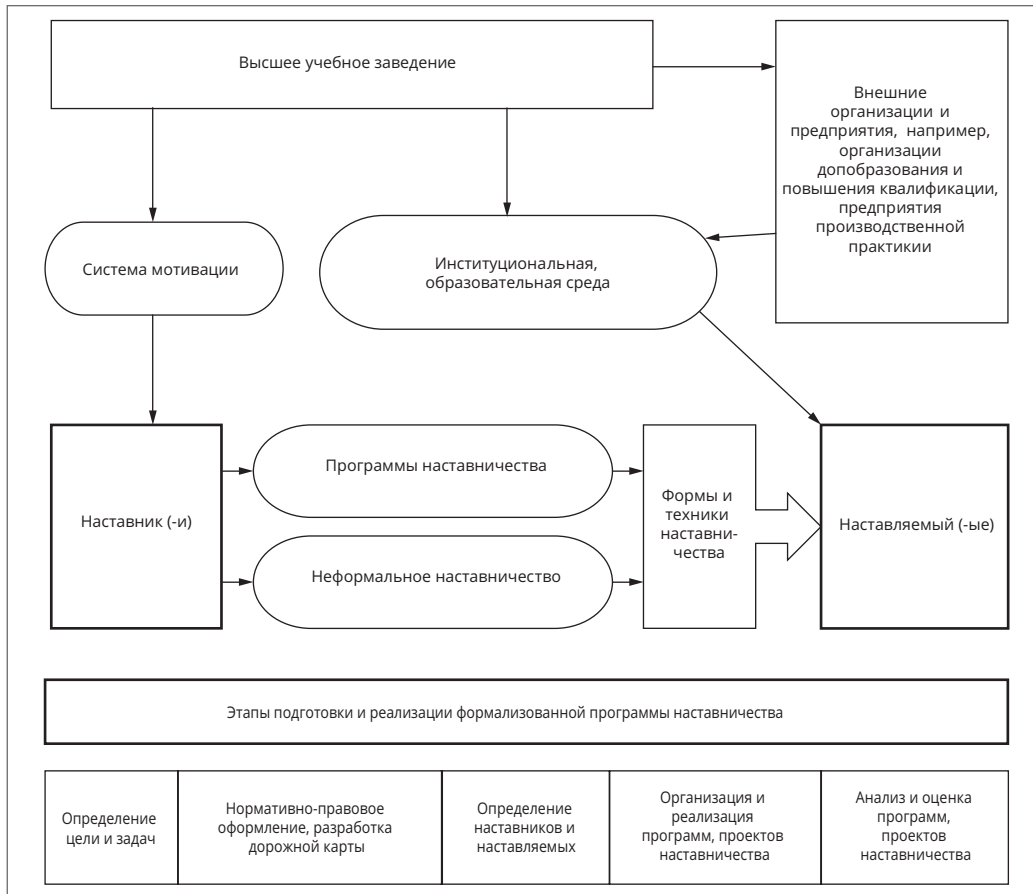 Высшее учебное заведение
Внешние
организации и
предприятия, например,
организации
допобразования и
повышения квалификации,
предприятия
производственной
практикии
Система мотивации
Институциональная,
образовательная среда
Наставник (-и)
Программы наставничества
Неформальное наставничество
Формы и
техники
наставни-
чества
Наставляемый (-ые)
Этапы подготовки и реализации формализованной программы наставничества
Определение
цели и задач
Нормативно-правовое
оформление, разработка
дорожной карты
Определение
наставников и
наставляемых
Организация и
реализация
программ, проектов
наставничества
Анализ и оценка
программ,
проектов
наставничества